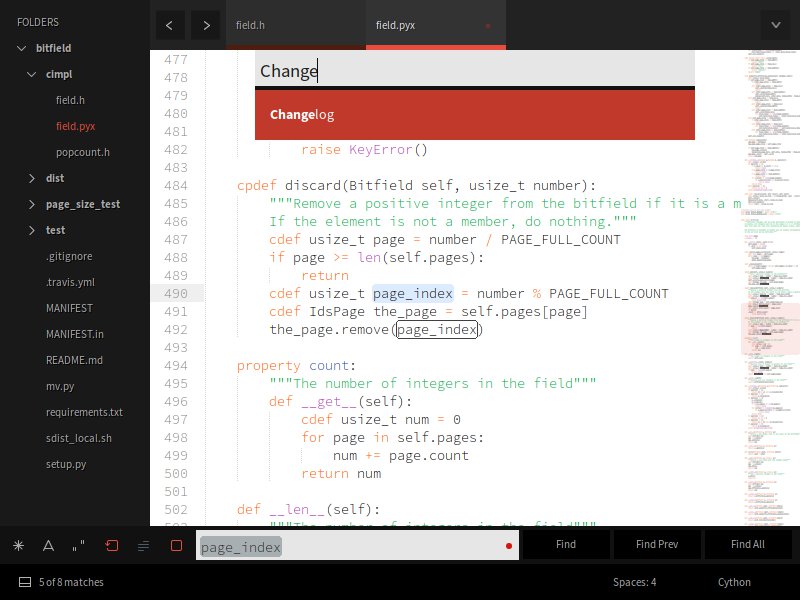 FOLDERS
bitfield
cimpl
field.h
field.pyx
popcount.h
dist
page_size_test
test
.gitignore
.travis.yml
MANIFEST
MANIFEST.in
README.md
mv.py
requirements.txt
sdist_local.sh
setup.py
field.h
field.pyx
Change
Changelog
477
478
479
480
481
482 raise KeyError()
483
484 cpdef discard(Bitfield self, usize_t number):
485 """Remove a positive integer from the bitfield if it is a m
486 If the element is not a member, do nothing."""
487 cdef usize_t page = number / PAGE_FULL_COUNT
488 if page >= len(self.pages):
489 return
490 cdef usize_t page_index = number % PAGE_FULL_COUNT
491 cdef IdsPage the_page = self.pages[page]
492 the_page.remove(page_index)
493
494 property count:
495 """The number of integers in the field"""
496 def __get__(self):
497 cdef usize_t num = 0
498 for page in self.pages:
499 num += page.count
500 return num
501
502 def __len__(self):
503 """The number of integers in the field"""
page_index
Find
Find Prev
Find All
5 of 8 matches
Spaces: 4
Cython